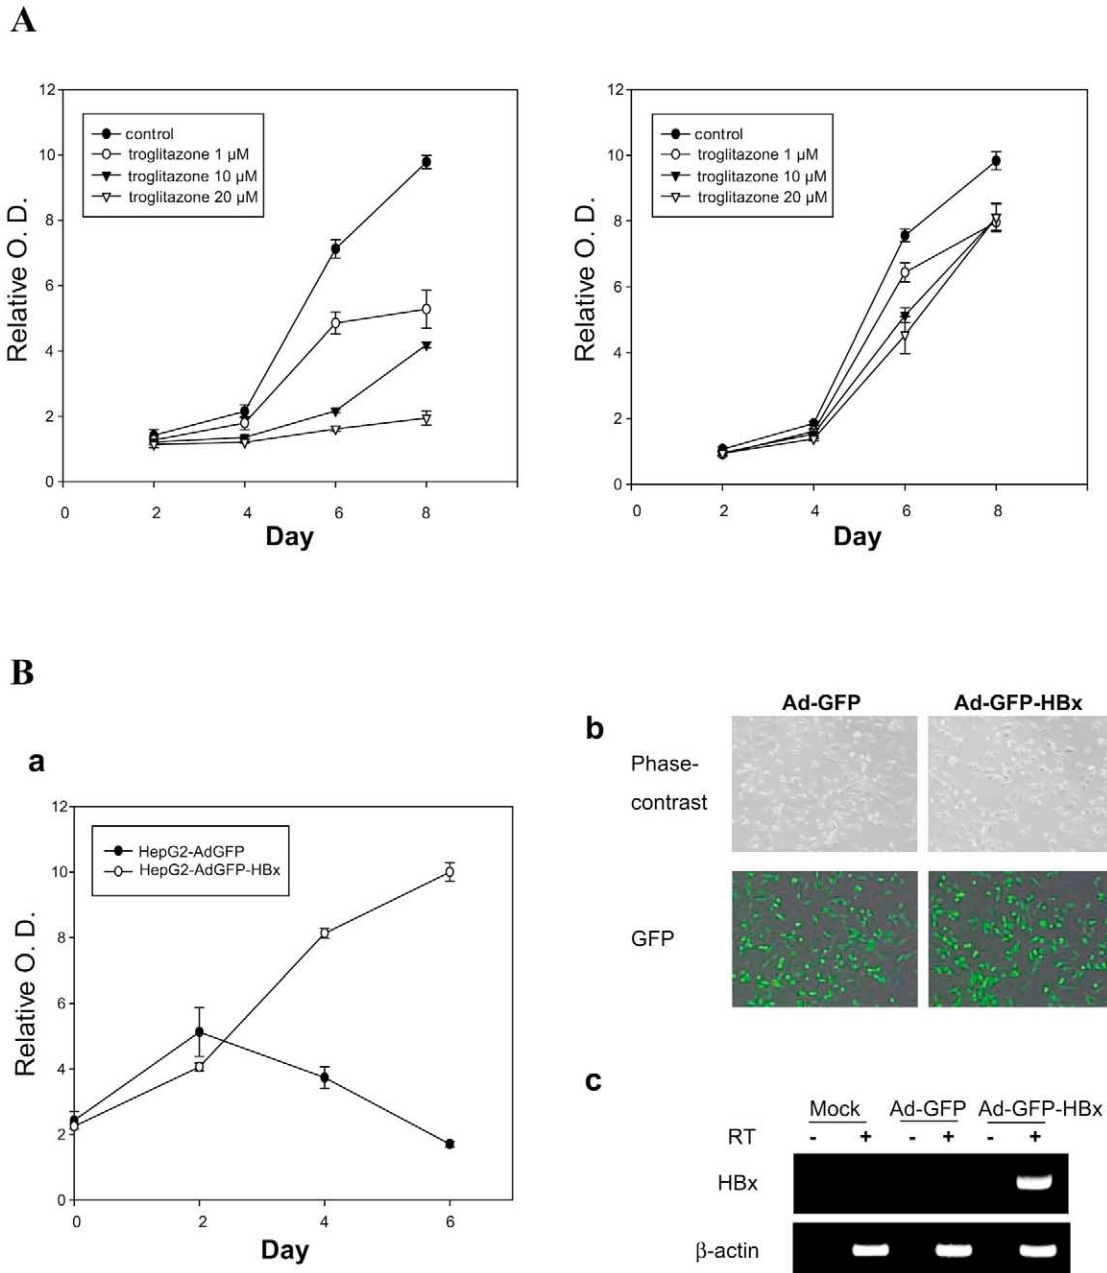 A
12
10
8
6
4
2
0
Relative O. D.
control
troglitazone 1 μM
troglitazone 10 μM
troglitazone 20 μM
0 2 4 6 8
Day
12
10
8
6
4
2
0
Relative O. D.
control
troglitazone 1 μM
troglitazone 10 μM
troglitazone 20 μM
0 2 4 6 8
Day
B
a
12
10
8
6
4
2
0
Relative O. D.
HepG2-AdGFP
HepG2-AdGFP-HBx
0 2 4 6
Day
b
Ad-GFP Ad-GFP-HBx
Phase-
contrast
GFP
c
Mock Ad-GFP Ad-GFP-HBx
RT - + - + - +
HBx
β-actin